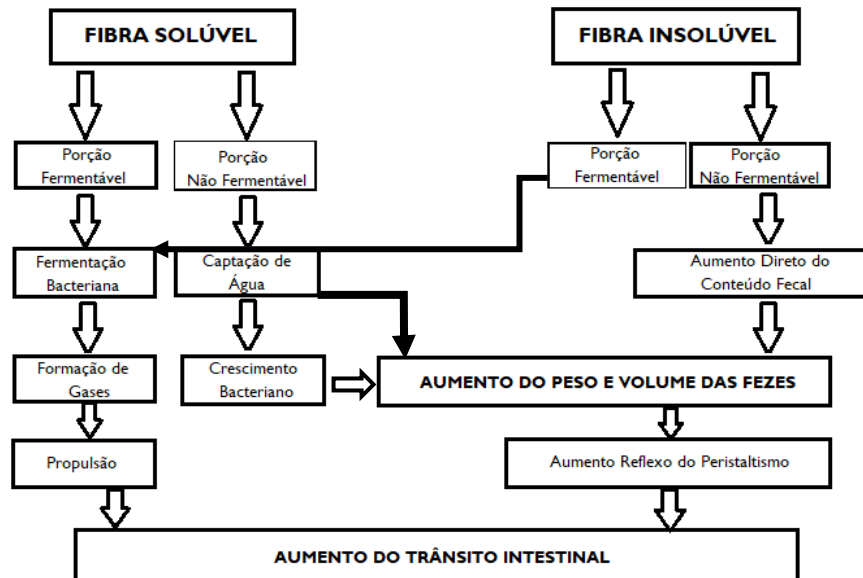 FIBRA SOLÚVEL
FIBRA INSOLÚVEL
Porção
Fermentável
Porção
Não Fermentável
Porção
Fermentável
Porção
Não Fermentável
Fermentação
Bacteriana
Captação de
Água
Aumento Direto do
Conteúdo Fecal
Formação de
Gases
Crescimento
Bacteriano
AUMENTO DO PESO E VOLUME DAS FEZES
Propulsão
Aumento Reflexo do Peristaltismo
AUMENTO DO TRÂNSITO INTESTINAL